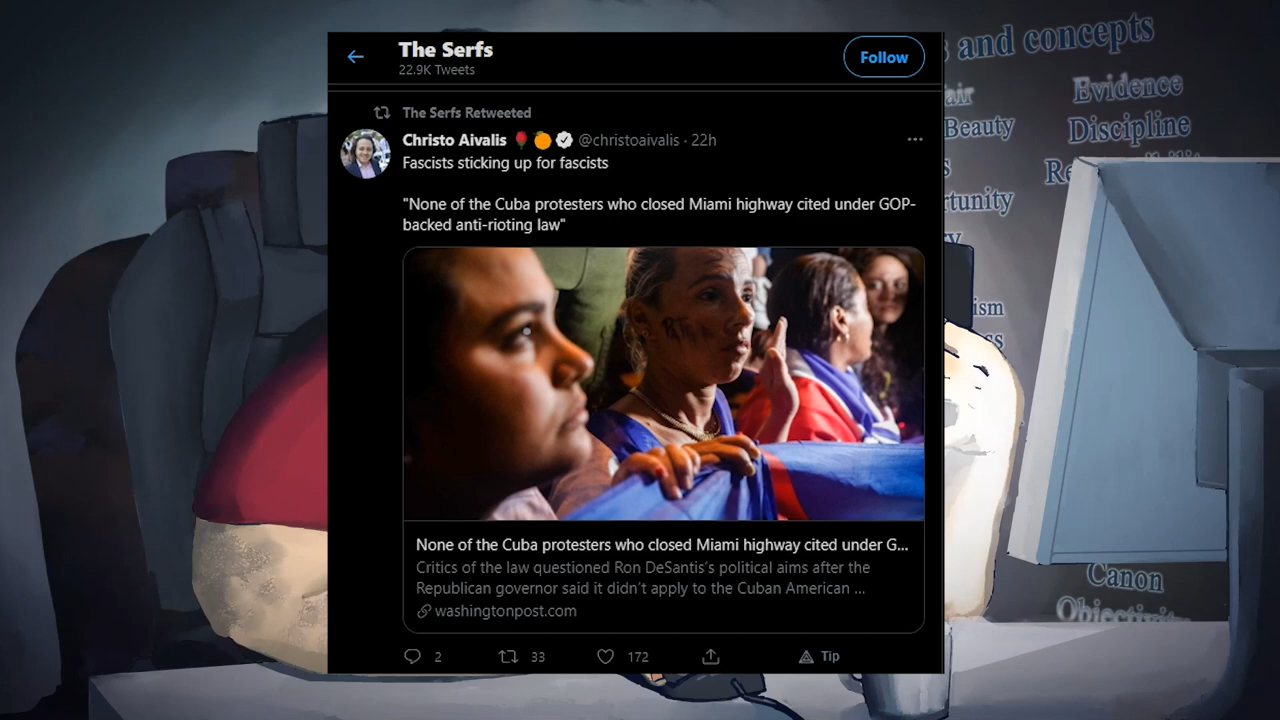 The Serfs
22.9K Tweets
Follow
The Serfs Retweeted
Christo Aivalis 🌹🍊 @christoaivalis · 22h
Fascists sticking up for fascists
"None of the Cuba protesters who closed Miami highway cited under GOP-
backed anti-rioting law"
None of the Cuba protesters who closed Miami highway cited under G...
Critics of the law questioned Ron DeSantis's political aims after the
Republican governor said it didn't apply to the Cuban American ...
washingtonpost.com
2 33 172 Tip
and concepts
Evidence
Beauty
Discipline
Canon